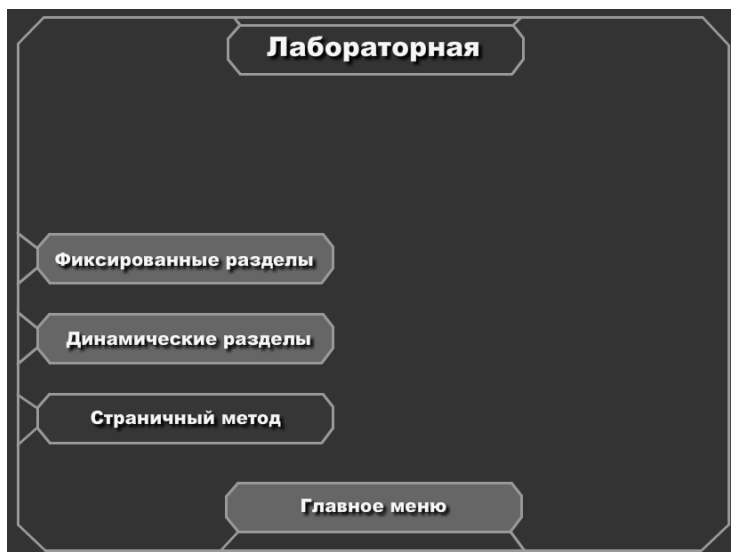 Лабораторная
Фиксированные разделы
Динамические разделы
Страничный метод
Главное меню